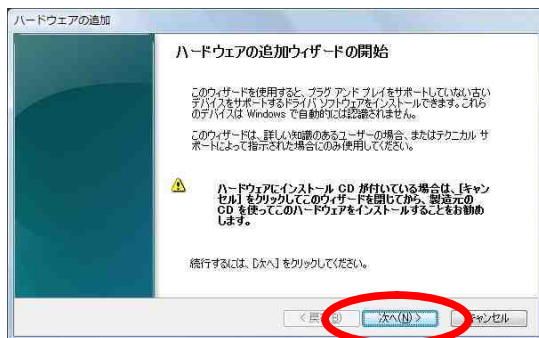 ハードウェアの追加
ハードウェアの追加ウィザードの開始
このウィザードを使用すると、プラグ アンド プレイをサポートしていない古い
デバイスをサポートするドライバ ソフトウェアをインストールできます。これら
のデバイスは Windows で自動的には認識されません。
このウィザードは、詳しい知識のあるユーザーの場合、またはテクニカル サ
ポートによって指示された場合にのみ使用してください。
ハードウェアにインストール CD が付いている場合は、[キャン
セル] をクリックしてこのウィザードを閉じてから、製造元の
CD を使ってこのハードウェアをインストールすることをお勧め
します。
続行するには、[次へ] をクリックしてください。
次へ(N) >
キャンセル